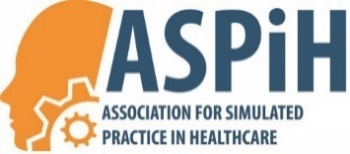 ASPiH
ASSOCIATION FOR SIMULATED
PRACTICE IN HEALTHCARE